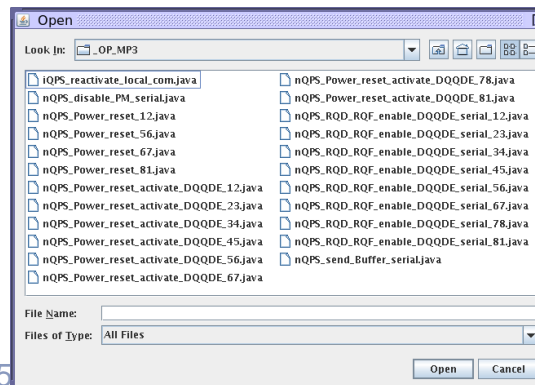 Open
Look In: _OP_MP3
iQPS_reactivate_local_com.java
nQPS_disable_PM_serial.java
nQPS_Power_reset_12.java
nQPS_Power_reset_56.java
nQPS_Power_reset_67.java
nQPS_Power_reset_81.java
nQPS_Power_reset_activate_DQQDE_12.java
nQPS_Power_reset_activate_DQQDE_23.java
nQPS_Power_reset_activate_DQQDE_34.java
nQPS_Power_reset_activate_DQQDE_45.java
nQPS_Power_reset_activate_DQQDE_56.java
nQPS_Power_reset_activate_DQQDE_67.java
nQPS_Power_reset_activate_DQQDE_78.java
nQPS_Power_reset_activate_DQQDE_81.java
nQPS_RQD_RQF_enable_DQQDE_serial_12.java
nQPS_RQD_RQF_enable_DQQDE_serial_23.java
nQPS_RQD_RQF_enable_DQQDE_serial_34.java
nQPS_RQD_RQF_enable_DQQDE_serial_45.java
nQPS_RQD_RQF_enable_DQQDE_serial_56.java
nQPS_RQD_RQF_enable_DQQDE_serial_67.java
nQPS_RQD_RQF_enable_DQQDE_serial_78.java
nQPS_RQD_RQF_enable_DQQDE_serial_81.java
nQPS_send_Buffer_serial.java
File Name:
Files of Type: All Files
Open Cancel
5